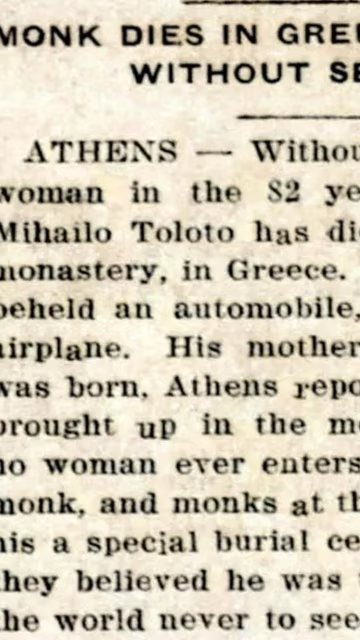 MONK DIES IN GREE
WITHOUT SE
ATHENS — Withou
woman in the 82 ye
Mihailo Toloto has di
monastery, in Greece.
beheld an automobile,
airplane. His mother
was born, Athens repo
brought up in the mo
no woman ever enters
monk, and monks at th
his a special burial ce
they believed he was
the world never to see